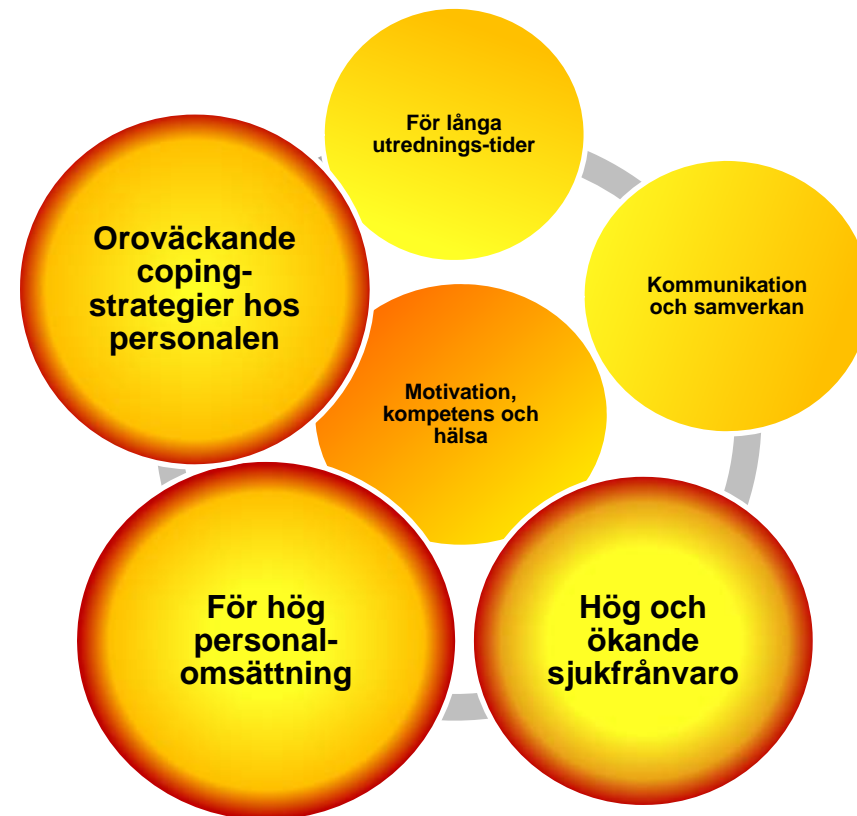 För långa
utrednings-tider
Oroväckande
coping-
strategier hos
personalen
Kommunikation
och samverkan
Motivation,
kompetens och
hälsa
För hög
personal-
omsättning
Hög och
ökande
sjukfrånvaro